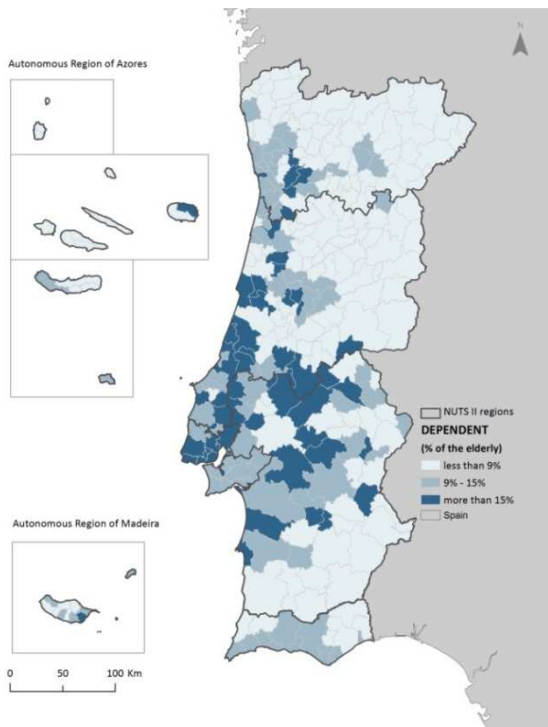 N
Autonomous Region of Azores
NUTS II regions
DEPENDENT
(% of the elderly)
less than 9%
9% - 15%
more than 15%
Spain
Autonomous Region of Madeira
0 50 100 Km